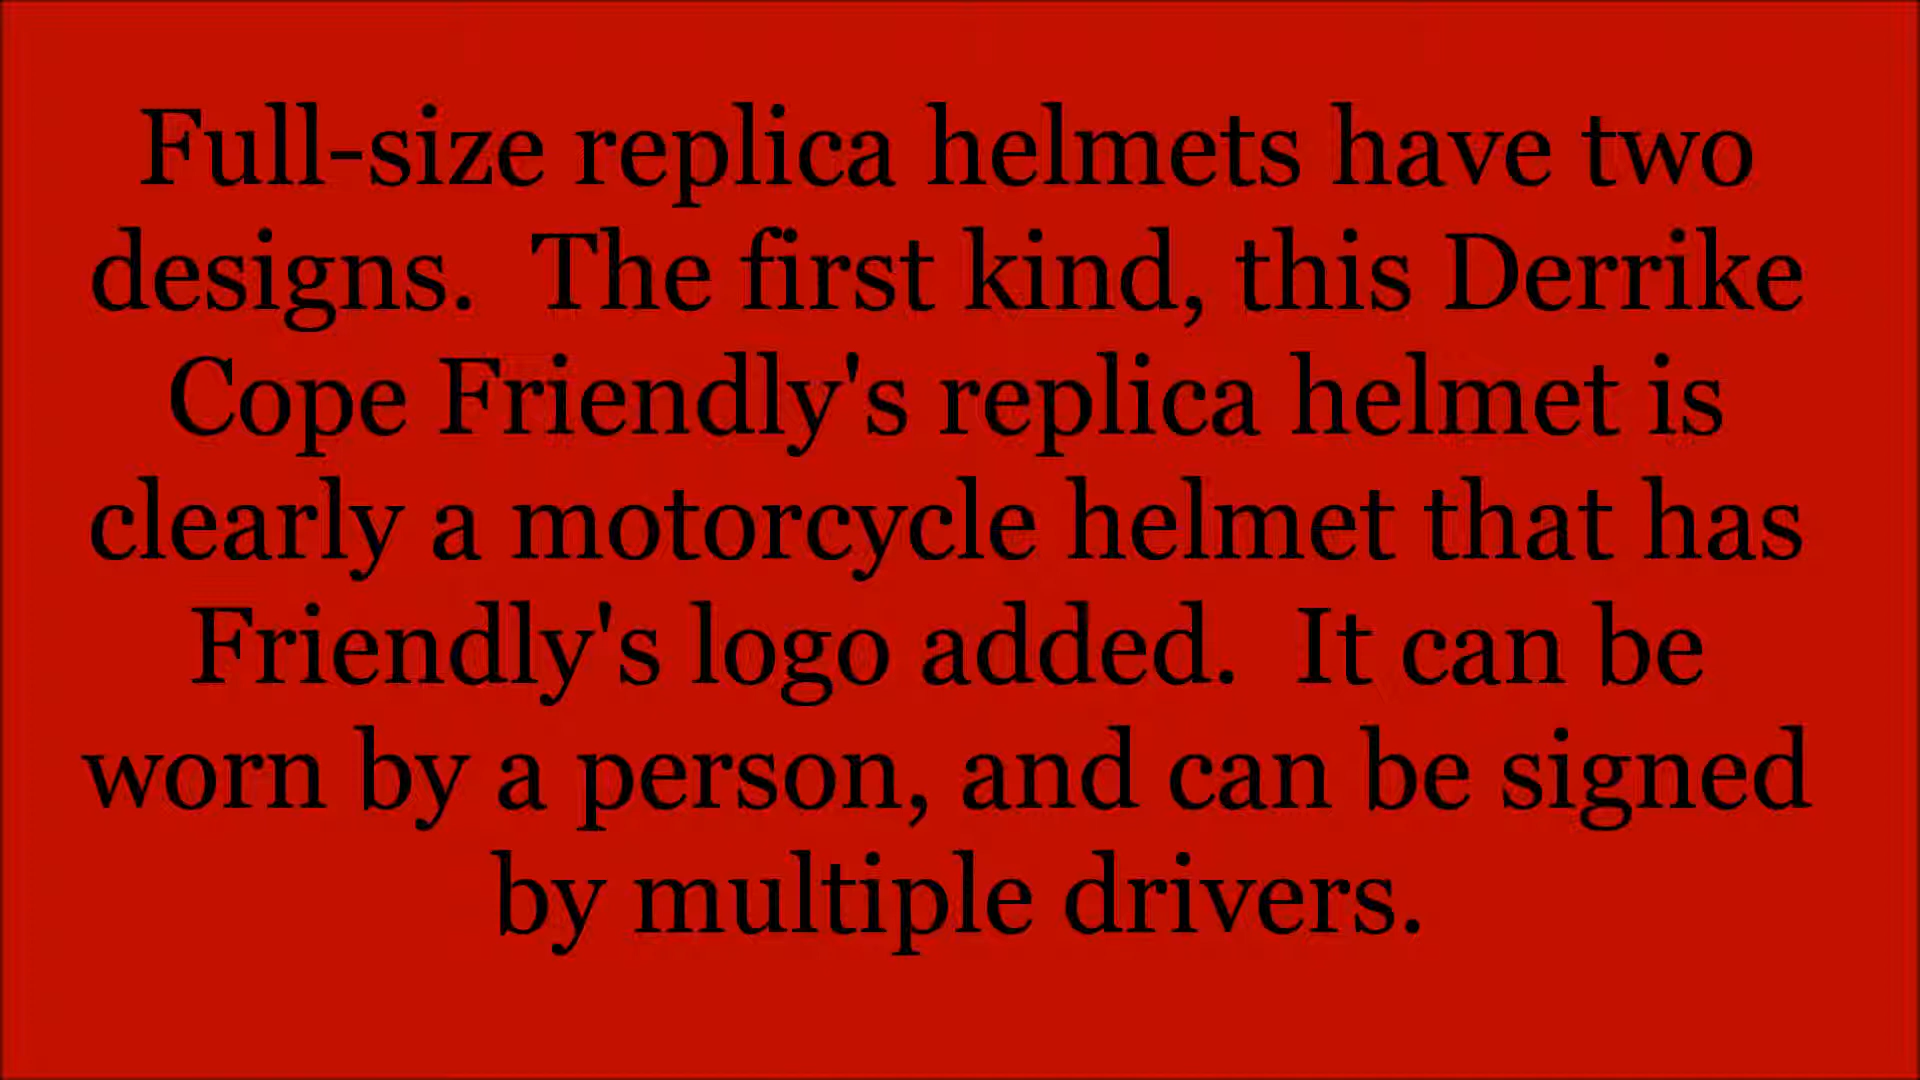 Full-size replica helmets have two
designs.  The first kind, this Derrike
Cope Friendly's replica helmet is
clearly a motorcycle helmet that has
Friendly's logo added.  It can be
worn by a person, and can be signed
by multiple drivers.